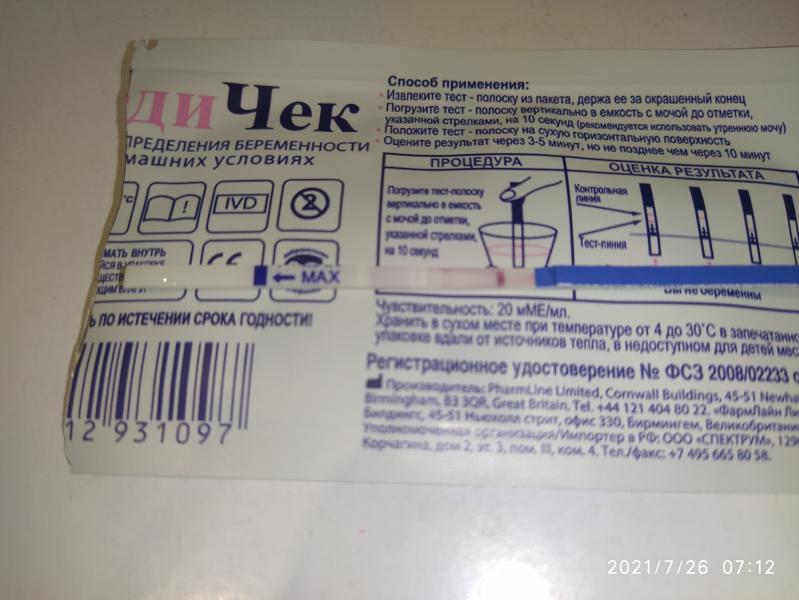 диЧек
ПРЕДЕЛЕНИЯ БЕРЕМЕННОСТИ
машних условиях
Способ применения:
• Извлеките тест - полоску из пакета, держа ее за окрашенный конец
• Погрузите тест - полоску вертикально в емкость с мочой до отметки,
указанной стрелками, на 10 секунд (рекомендуется использовать утреннюю мочу)
• Положите тест - полоску на сухую горизонтальную поверхность
• Оцените результат через 3-5 минут, но не позднее чем через 10 минут
°C
IVD
2
МАТЬ ВНУТРЬ
ПРОЦЕДУРА
Погрузите тест-полоску
вертикально в емкость
с мочой до отметки,
указанной стрелками,
на 10 секунд
ОЦЕНКА РЕЗУЛЬТАТА
Контрольная
линия
Тест-линия
Вы не беременны
MAX
Ь ПО ИСТЕЧЕНИИ СРОКА ГОДНОСТИ!
12 931097
Чувствительность: 20 мМЕ/мл.
Хранить в сухом месте при температуре от 4 до 30°С в запечатанно
упаковке вдали от источников тепла, в недоступном для детей мес
Регистрационное удостоверение № ФСЗ 2008/02233 о
Производитель: PharmLine Limited, Cornwall Buildings, 45-51 Newha
Birmingham, B3 3QR, Great Britain. Tel. +44 121 404 80 22. «ФармЛайн Ли
Билдингс, 45-51 Ньюхолл стрит, офис 330, Бирмингем, Великобритания
Уполномоченная организация/Импортер в РФ: ООО «СПЕКТРУМ», 129
Корчагина, дом 2, эт. 3, пом. III, ком. 4. Тел./факс: +7 495 665 80 58.
2021/7/26 07:12